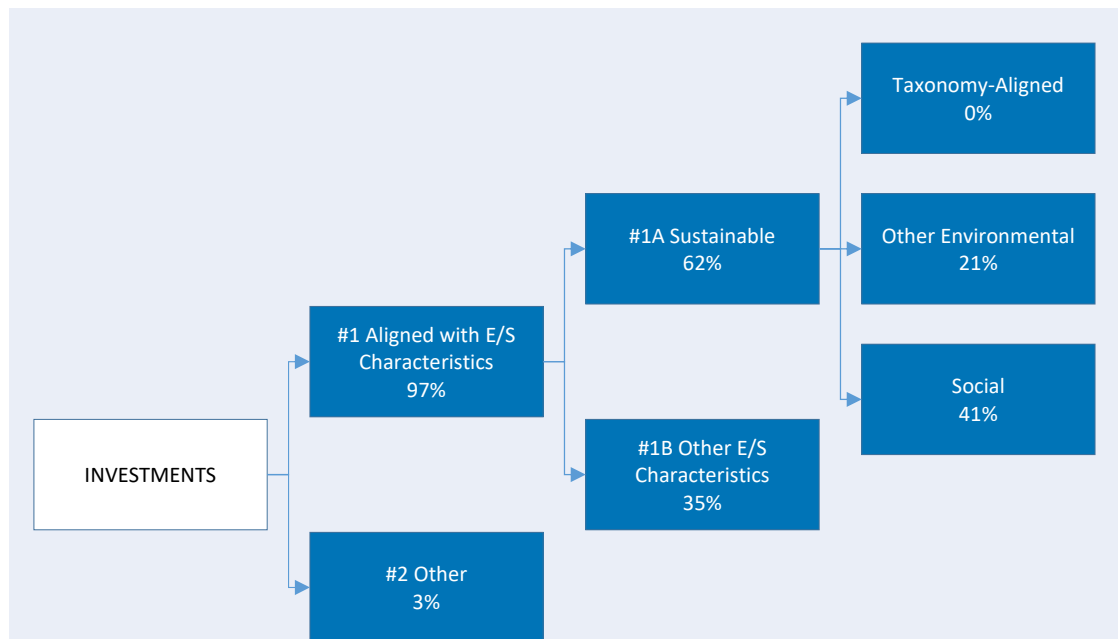 Taxonomy-Aligned
0%
#1A Sustainable
62%
Other Environmental
21%
#1 Aligned with E/S
Characteristics
97%
Social
41%
INVESTMENTS
#1B Other E/S
Characteristics
35%
#2 Other
3%